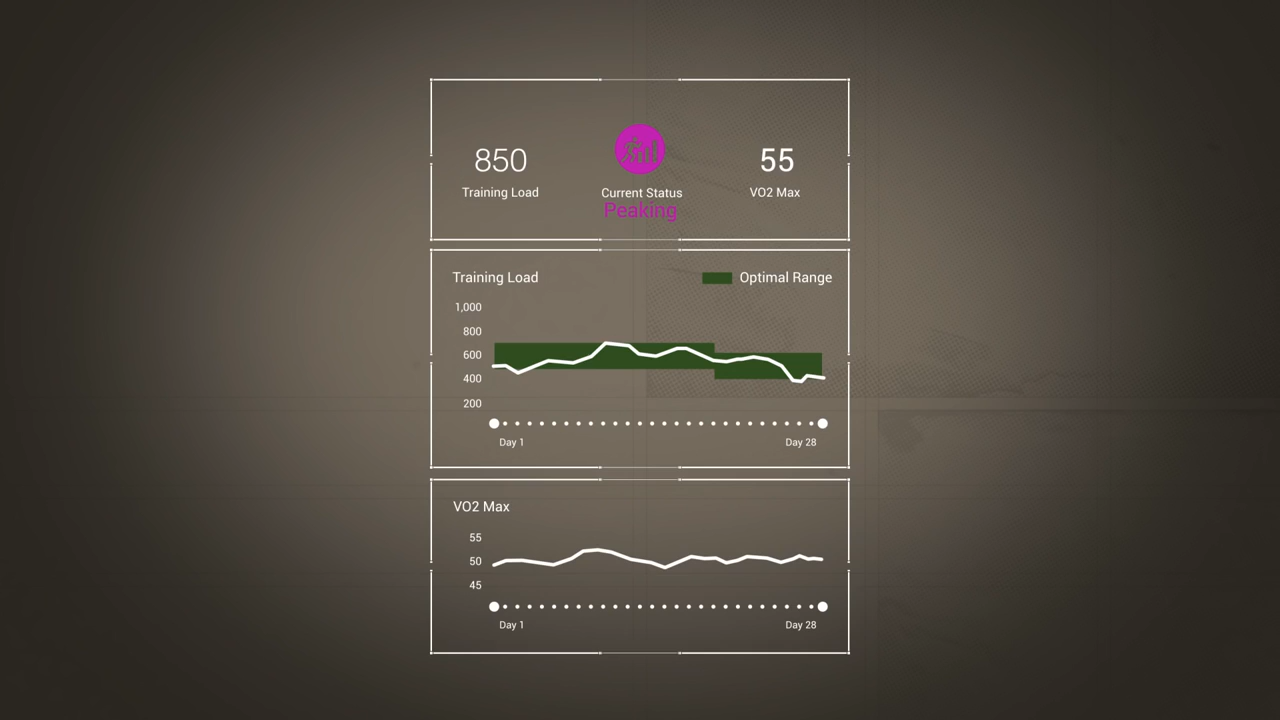 850
Training Load
Current Status
Peaking
55
VO2 Max
Training Load
Optimal Range
1,000
800
600
400
200
Day 1
Day 28
VO2 Max
55
50
45
Day 1
Day 28